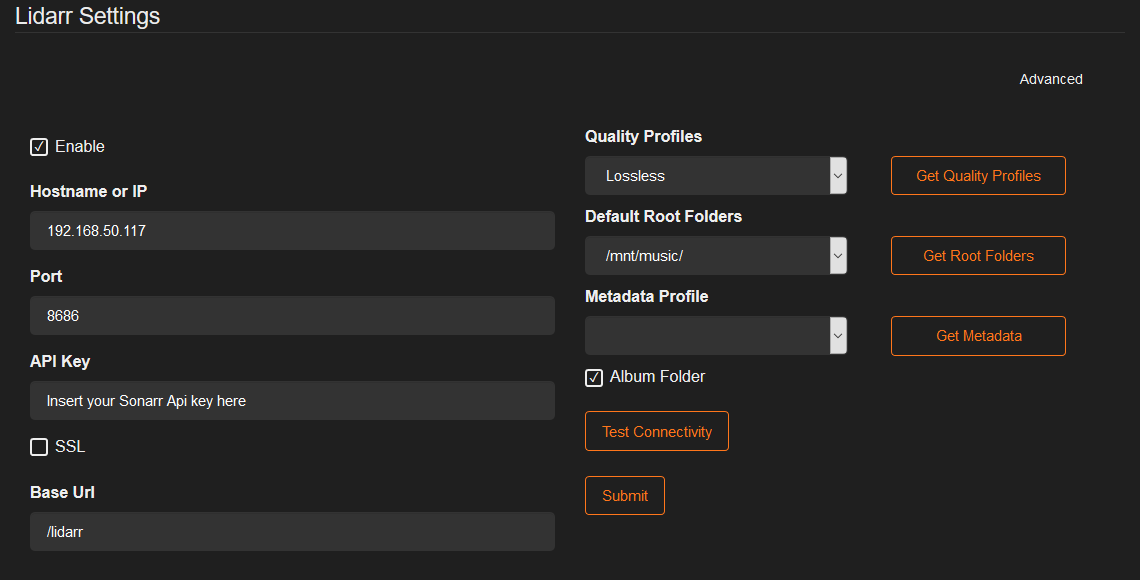 Lidarr Settings
Advanced
Enable
Hostname or IP
192.168.50.117
Port
8686
API Key
Insert your Sonarr Api key here
SSL
Base Url
/lidarr
Quality Profiles
Lossless
Get Quality Profiles
Default Root Folders
/mnt/music/
Get Root Folders
Metadata Profile
Get Metadata
Album Folder
Test Connectivity
Submit